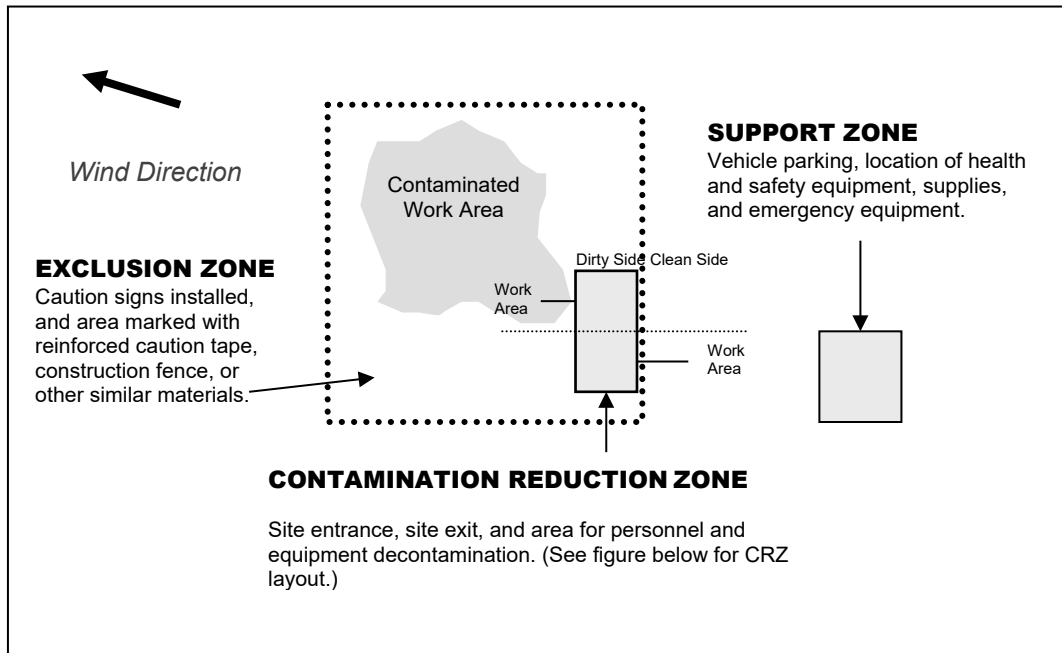 Wind Direction
Contaminated
Work Area
SUPPORT ZONE
Vehicle parking, location of health
and safety equipment, supplies,
and emergency equipment.
EXCLUSION ZONE
Caution signs installed,
and area marked with
reinforced caution tape,
construction fence, or
other similar materials.
Dirty Side Clean Side
Work
Area
Work
Area
CONTAMINATION REDUCTION ZONE
Site entrance, site exit, and area for personnel and
equipment decontamination. (See figure below for CRZ
layout.)